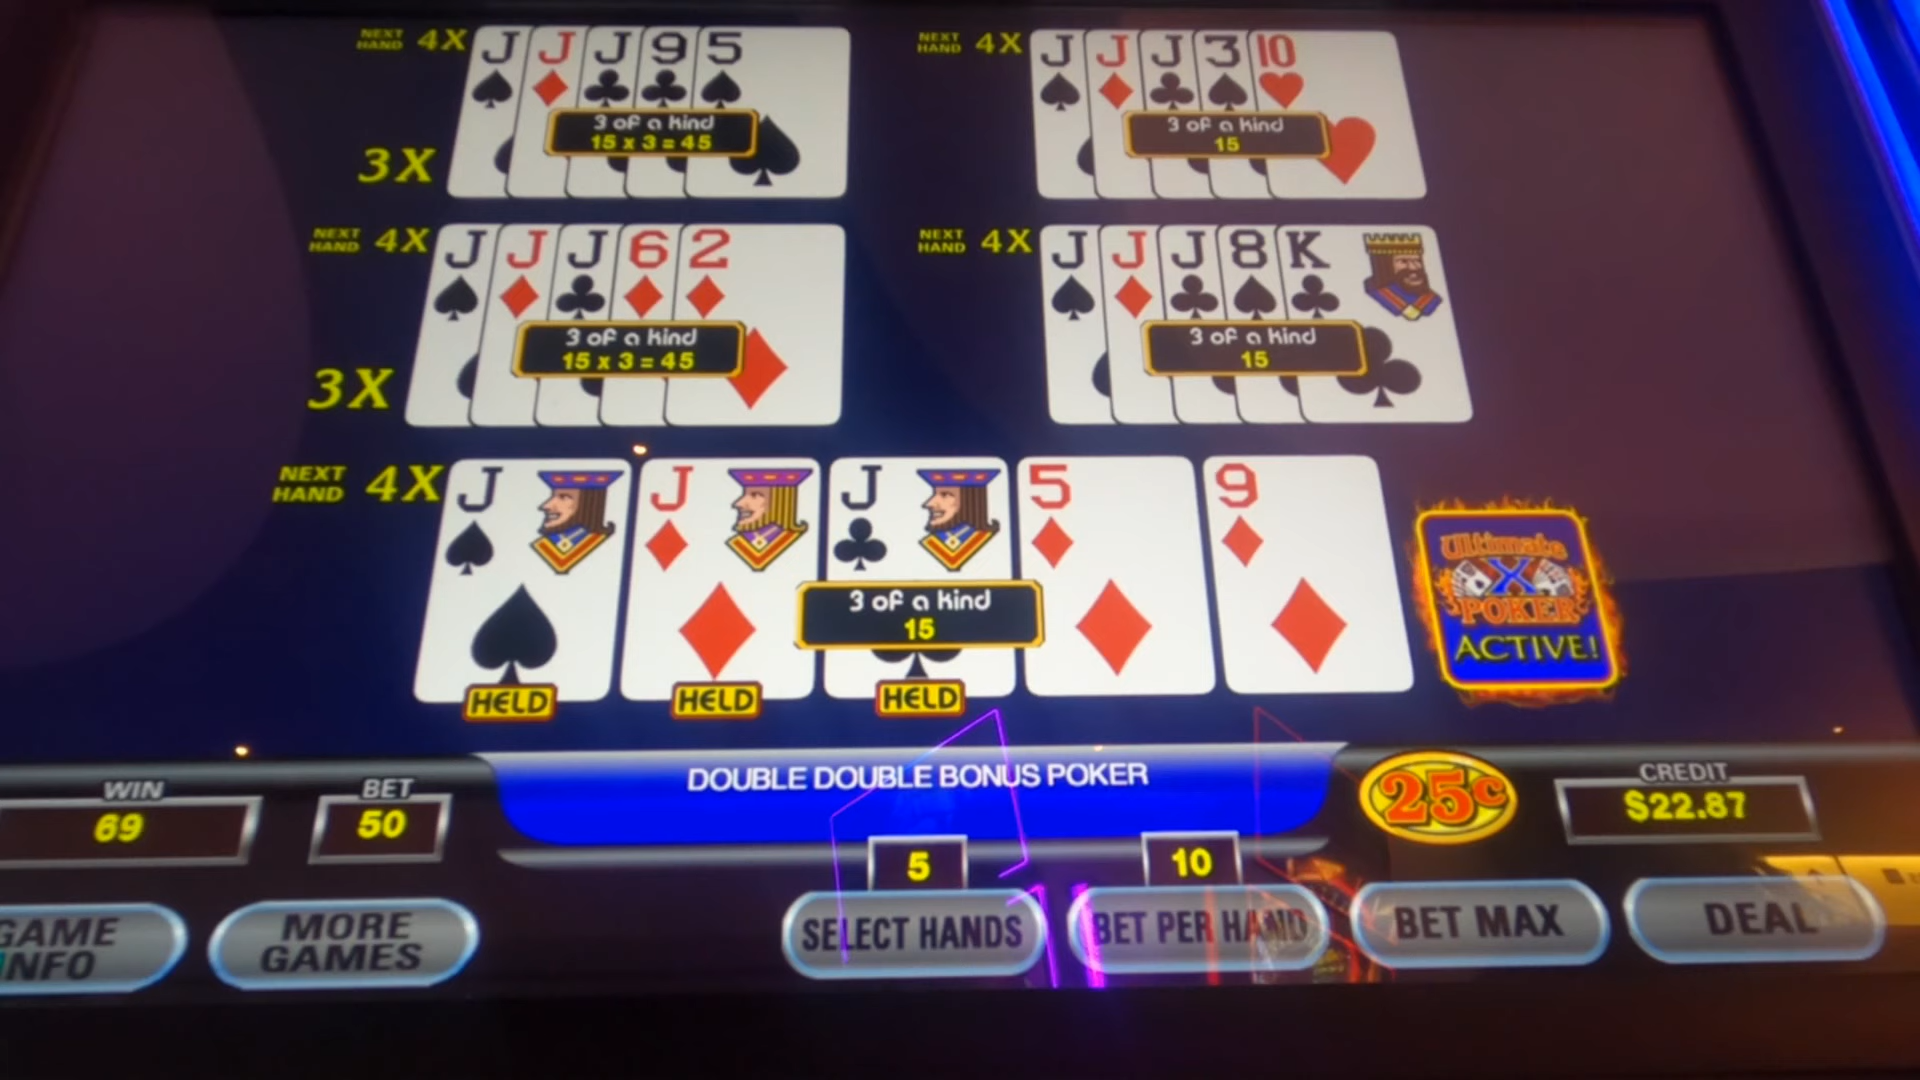 NEXT HAND 4X J J J 9 5
3 of a kind
15 x 3 = 45
3X
NEXT HAND 4X J J J 3 10
3 of a kind
15
NEXT HAND 4X J J J 6 2
3 of a kind
15 x 3 = 45
3X
NEXT HAND 4X J J J 8 K
3 of a kind
15
NEXT
HAND 4X J J J 5 9
3 of a kind
15
HELD HELD HELD
Ultimate
X
POKER
ACTIVE!
WIN
69
BET
50
DOUBLE DOUBLE BONUS POKER
25¢
CREDIT
$22.87
5
10
GAME
INFO
MORE
GAMES
SELECT HANDS
BET PER HAND
BET MAX
DEAL